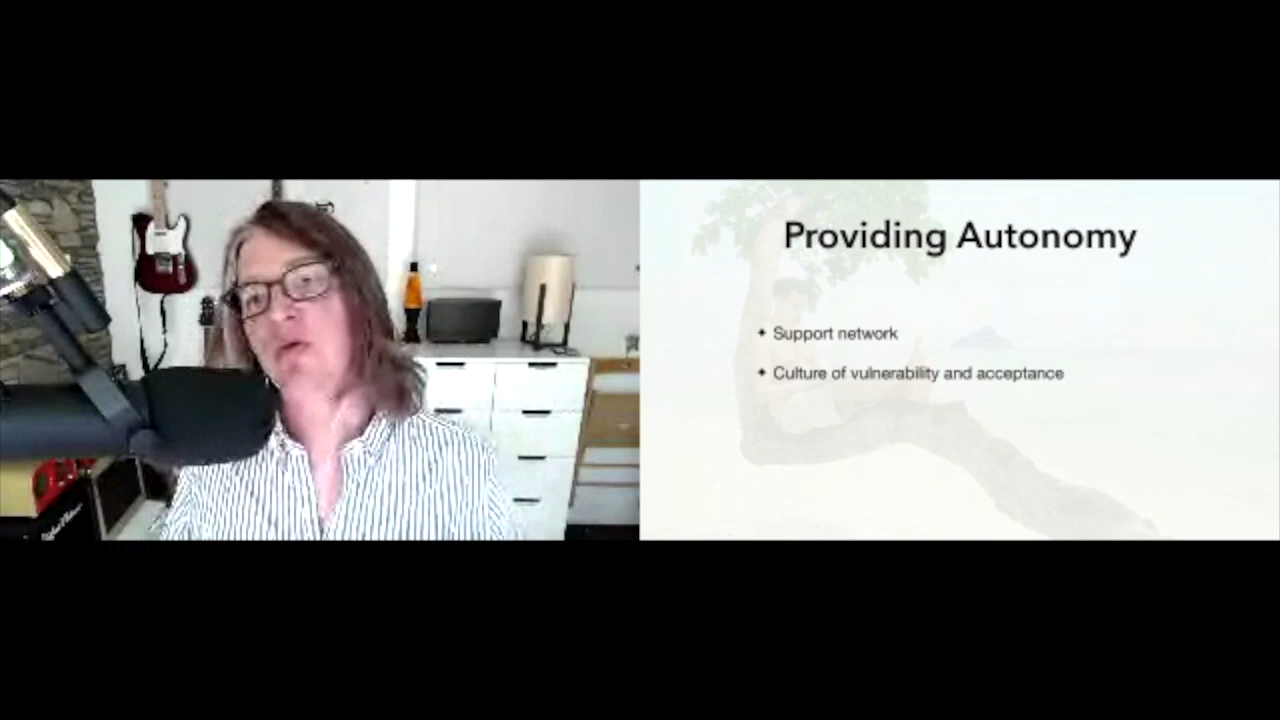 Providing Autonomy
✦ Support network
✦ Culture of vulnerability and acceptance